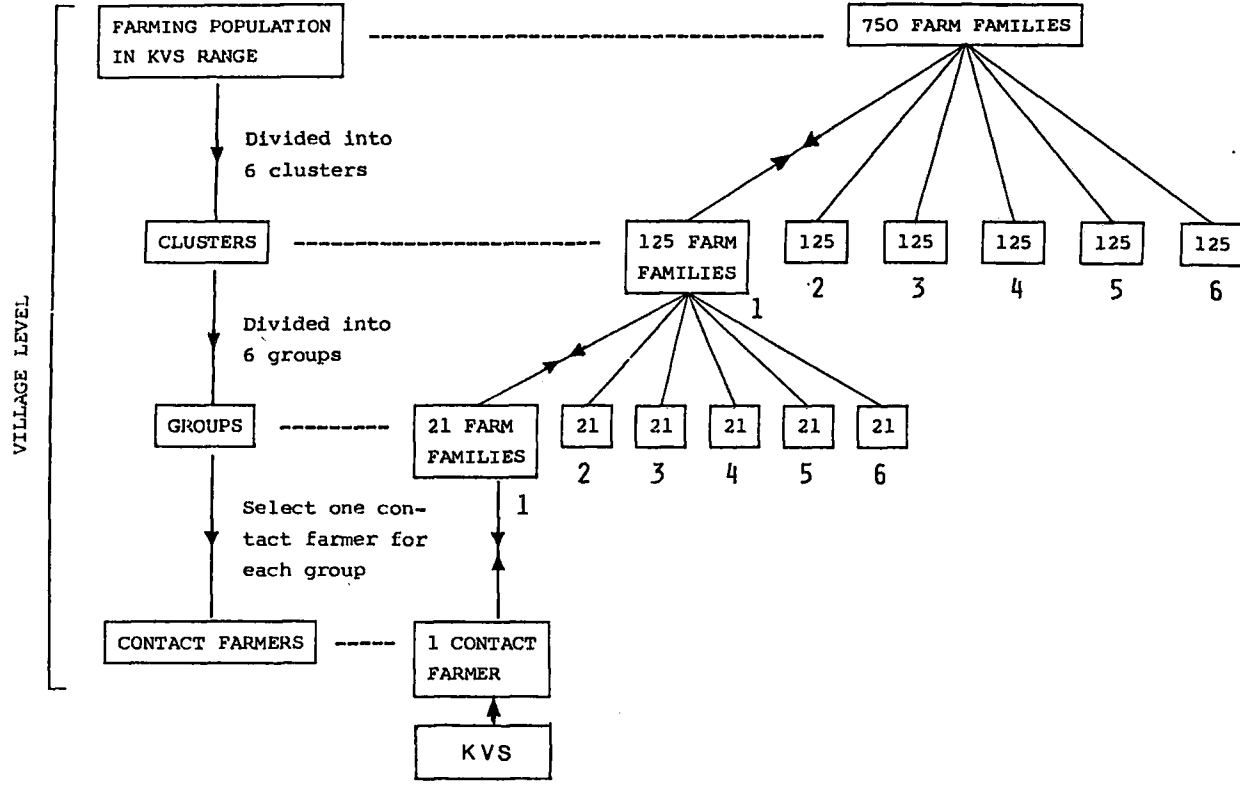 FARMING POPULATION
IN KVS RANGE
750 FARM FAMILIES
Divided into
6 clusters
CLUSTERS
125 FARM
FAMILIES
125
125
125
125
125
1
2
3
4
5
6
Divided into
6 groups
GROUPS
21 FARM
FAMILIES
21
21
21
21
21
1
2
3
4
5
6
Select one con-
tact farmer for
each group
CONTACT FARMERS
1 CONTACT
FARMER
KVS
VILLAGE LEVEL